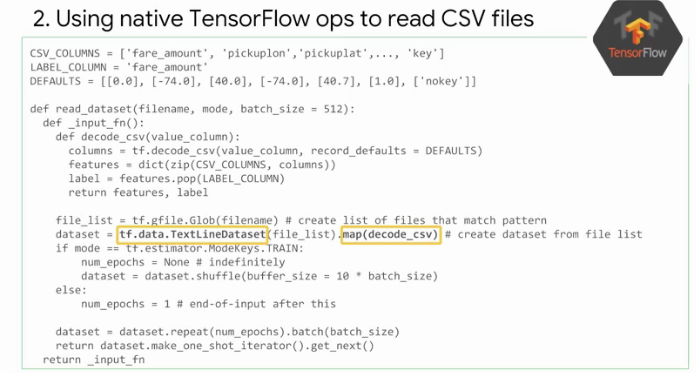 2. Using native TensorFlow ops to read CSV files
TensorFlow
CSV_COLUMNS = ['fare_amount', 'pickuplon','pickuplat',..., 'key']
LABEL_COLUMN = 'fare_amount'
DEFAULTS = [[0.0], [-74.0], [40.0], [-74.0], [40.7], [1.0], ['nokey']]
def read_dataset(filename, mode, batch_size = 512):
  def _input_fn():
    def decode_csv(value_column):
      columns = tf.decode_csv(value_column, record_defaults = DEFAULTS)
      features = dict(zip(CSV_COLUMNS, columns))
      label = features.pop(LABEL_COLUMN)
      return features, label
    file_list = tf.gfile.Glob(filename) # create list of files that match pattern
    dataset = tf.data.TextLineDataset(file_list).map(decode_csv) # create dataset from file list
    if mode == tf.estimator.ModeKeys.TRAIN:
        num_epochs = None # indefinitely
        dataset = dataset.shuffle(buffer_size = 10 * batch_size)
    else:
        num_epochs = 1 # end-of-input after this
    dataset = dataset.repeat(num_epochs).batch(batch_size)
    return dataset.make_one_shot_iterator().get_next()
  return _input_fn